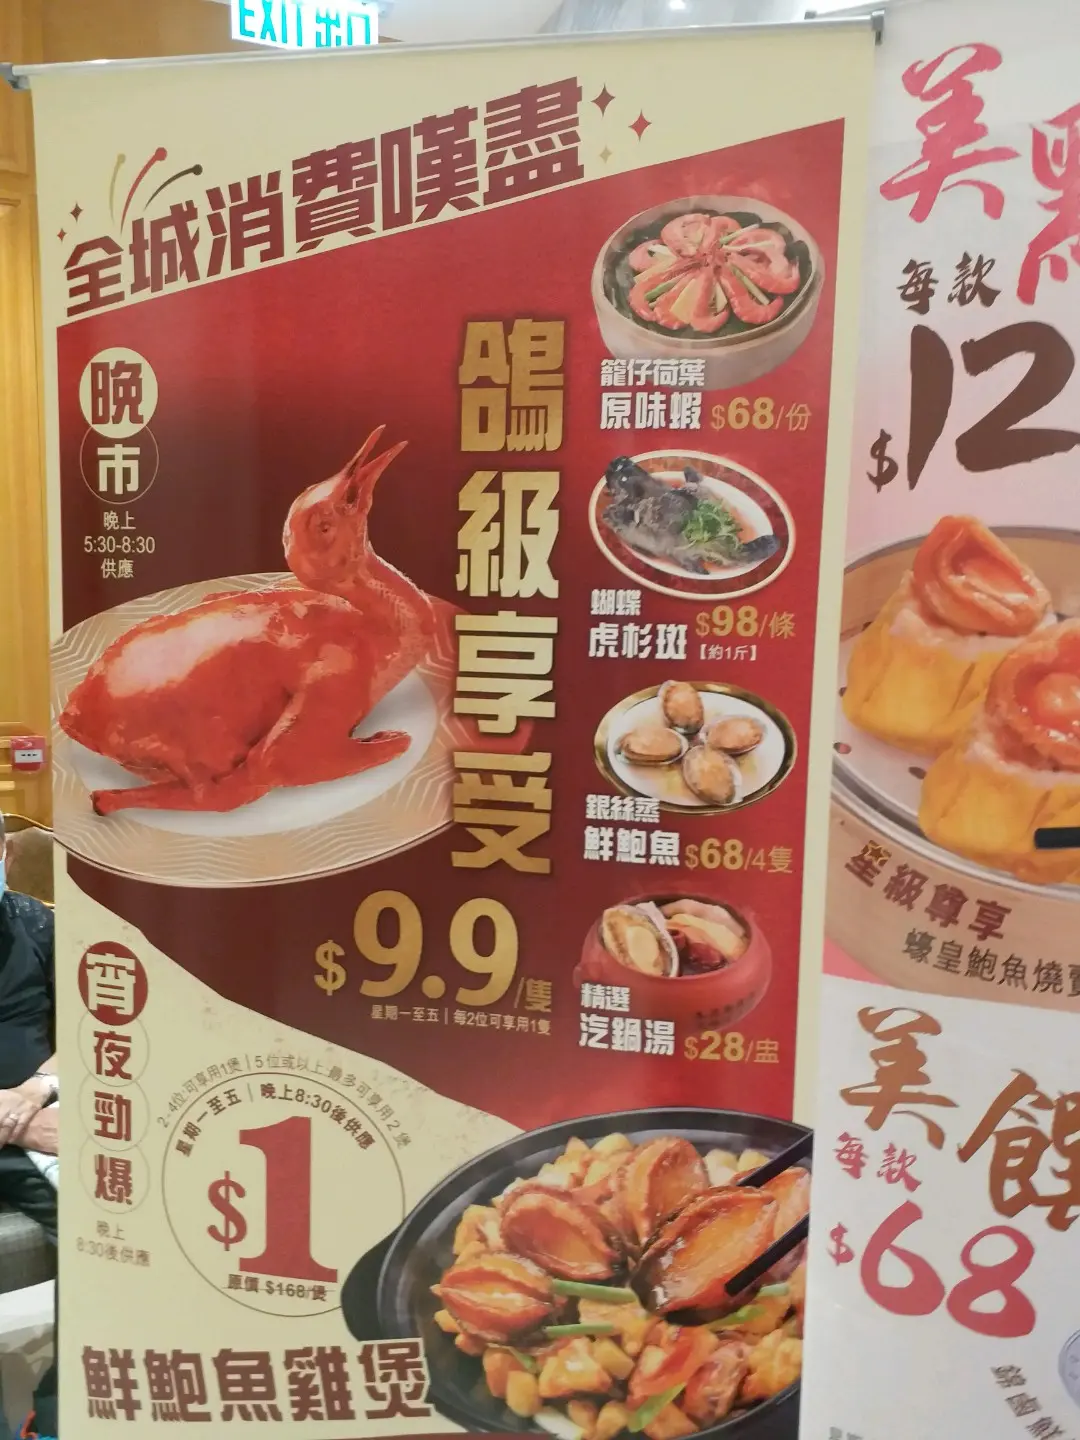 EXIT 出口
全城消費嘆盡
晚市
晚上
5:30-8:30
供應
鴿級享受
$9.9/隻
星期一至五 | 每2位可享用1隻
籠仔荷葉
原味蝦 $68/份
蝴蝶
虎杉斑 $98/條
【約1斤】
銀絲蒸
鮮鮑魚 $68/4隻
精選
汽鍋湯 $28/盅
宵夜勁爆
晚上
8:30後供應
2-4位可享用1煲 | 5位或以上最多可享用2煲
星期一至五 | 晚上8:30後供應
$1
原價 $168/煲
鮮鮑魚雞煲
美點
每款
$12
星級尊享
蠔皇鮑魚燒賣
美饌
每款
$68